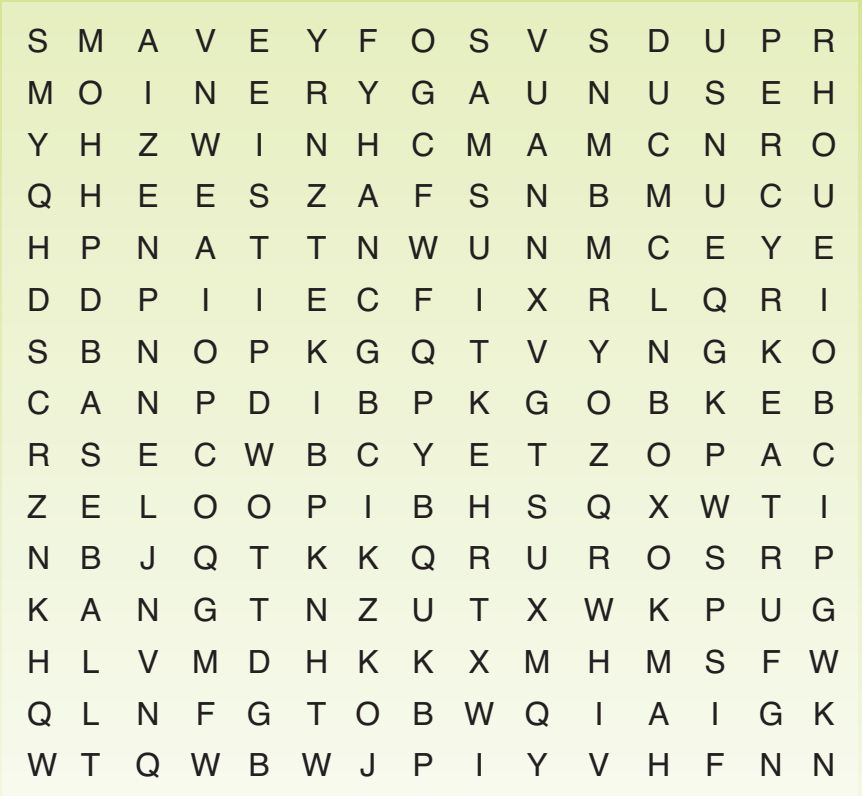 S M A V E Y F O S V S D U P R
M O I N E R Y G A U N U S E H
Y H Z W I N H C M A M C N R O
Q H E E S Z A F S N B M U C U
H P N A T T N W U N M C E Y E
D D P I I E C F I X R L Q R I
S B N O P K G Q T V Y N G K O
C A N P D I B P K G O B K E B
R S E C W B C Y E T Z O P A C
Z E L O O P I B H S Q X W T I
N B J Q T K K Q R U R O S R P
K A N G T N Z U T X W K P U G
H L V M D H K K X M H M S F W
Q L N F G T O B W Q I A I G K
W T Q W B W J P I Y V H F N N